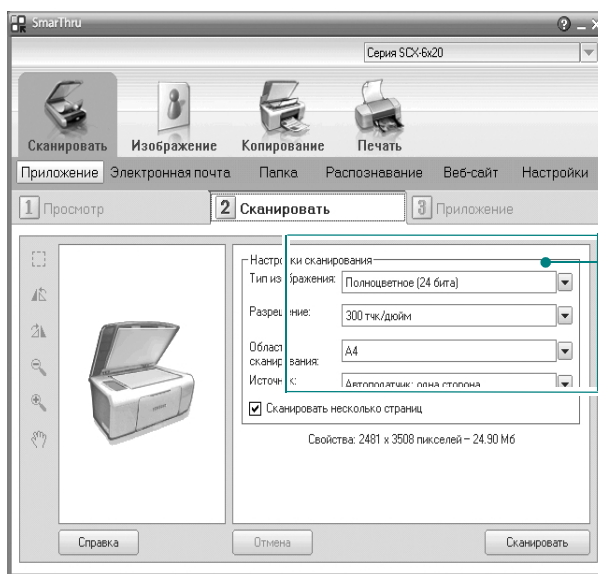 SmarThru
Серия SCX-6x20
Сканировать Изображение Копирование Печать
Приложение Электронная почта Папка Распознавание Веб-сайт Настройки
1 Просмотр 2 Сканировать 3 Приложение
Настройки сканирования
Тип изображения: Полноцветное (24 бита)
Разрешение: 300 тчк/дюйм
Область
сканирования: A4
Источник: Автоподатчик: одна сторона
Сканировать несколько страниц
Свойства: 2481 x 3508 пикселей – 24.90 Мб
Справка Отмена Сканировать